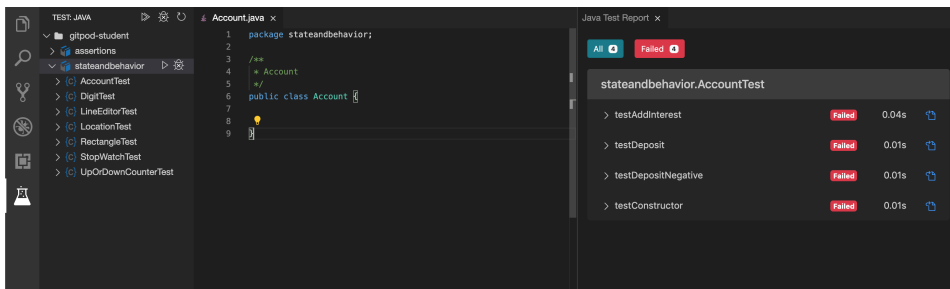 TEST: JAVA
gitpod-student
assertions
stateandbehavior
{c} AccountTest
{c} DigitTest
{c} LineEditorTest
{c} LocationTest
{c} RectangleTest
{c} StopWatchTest
{c} UpOrDownCounterTest
Account.java ×
1 package stateandbehavior;
2
3 /**
4 * Account
5 */
6 public class Account {
7
8
9 }
Java Test Report ×
All 4 Failed 4
stateandbehavior.AccountTest
testAddInterest Failed 0.04s
testDeposit Failed 0.01s
testDepositNegative Failed 0.01s
testConstructor Failed 0.01s